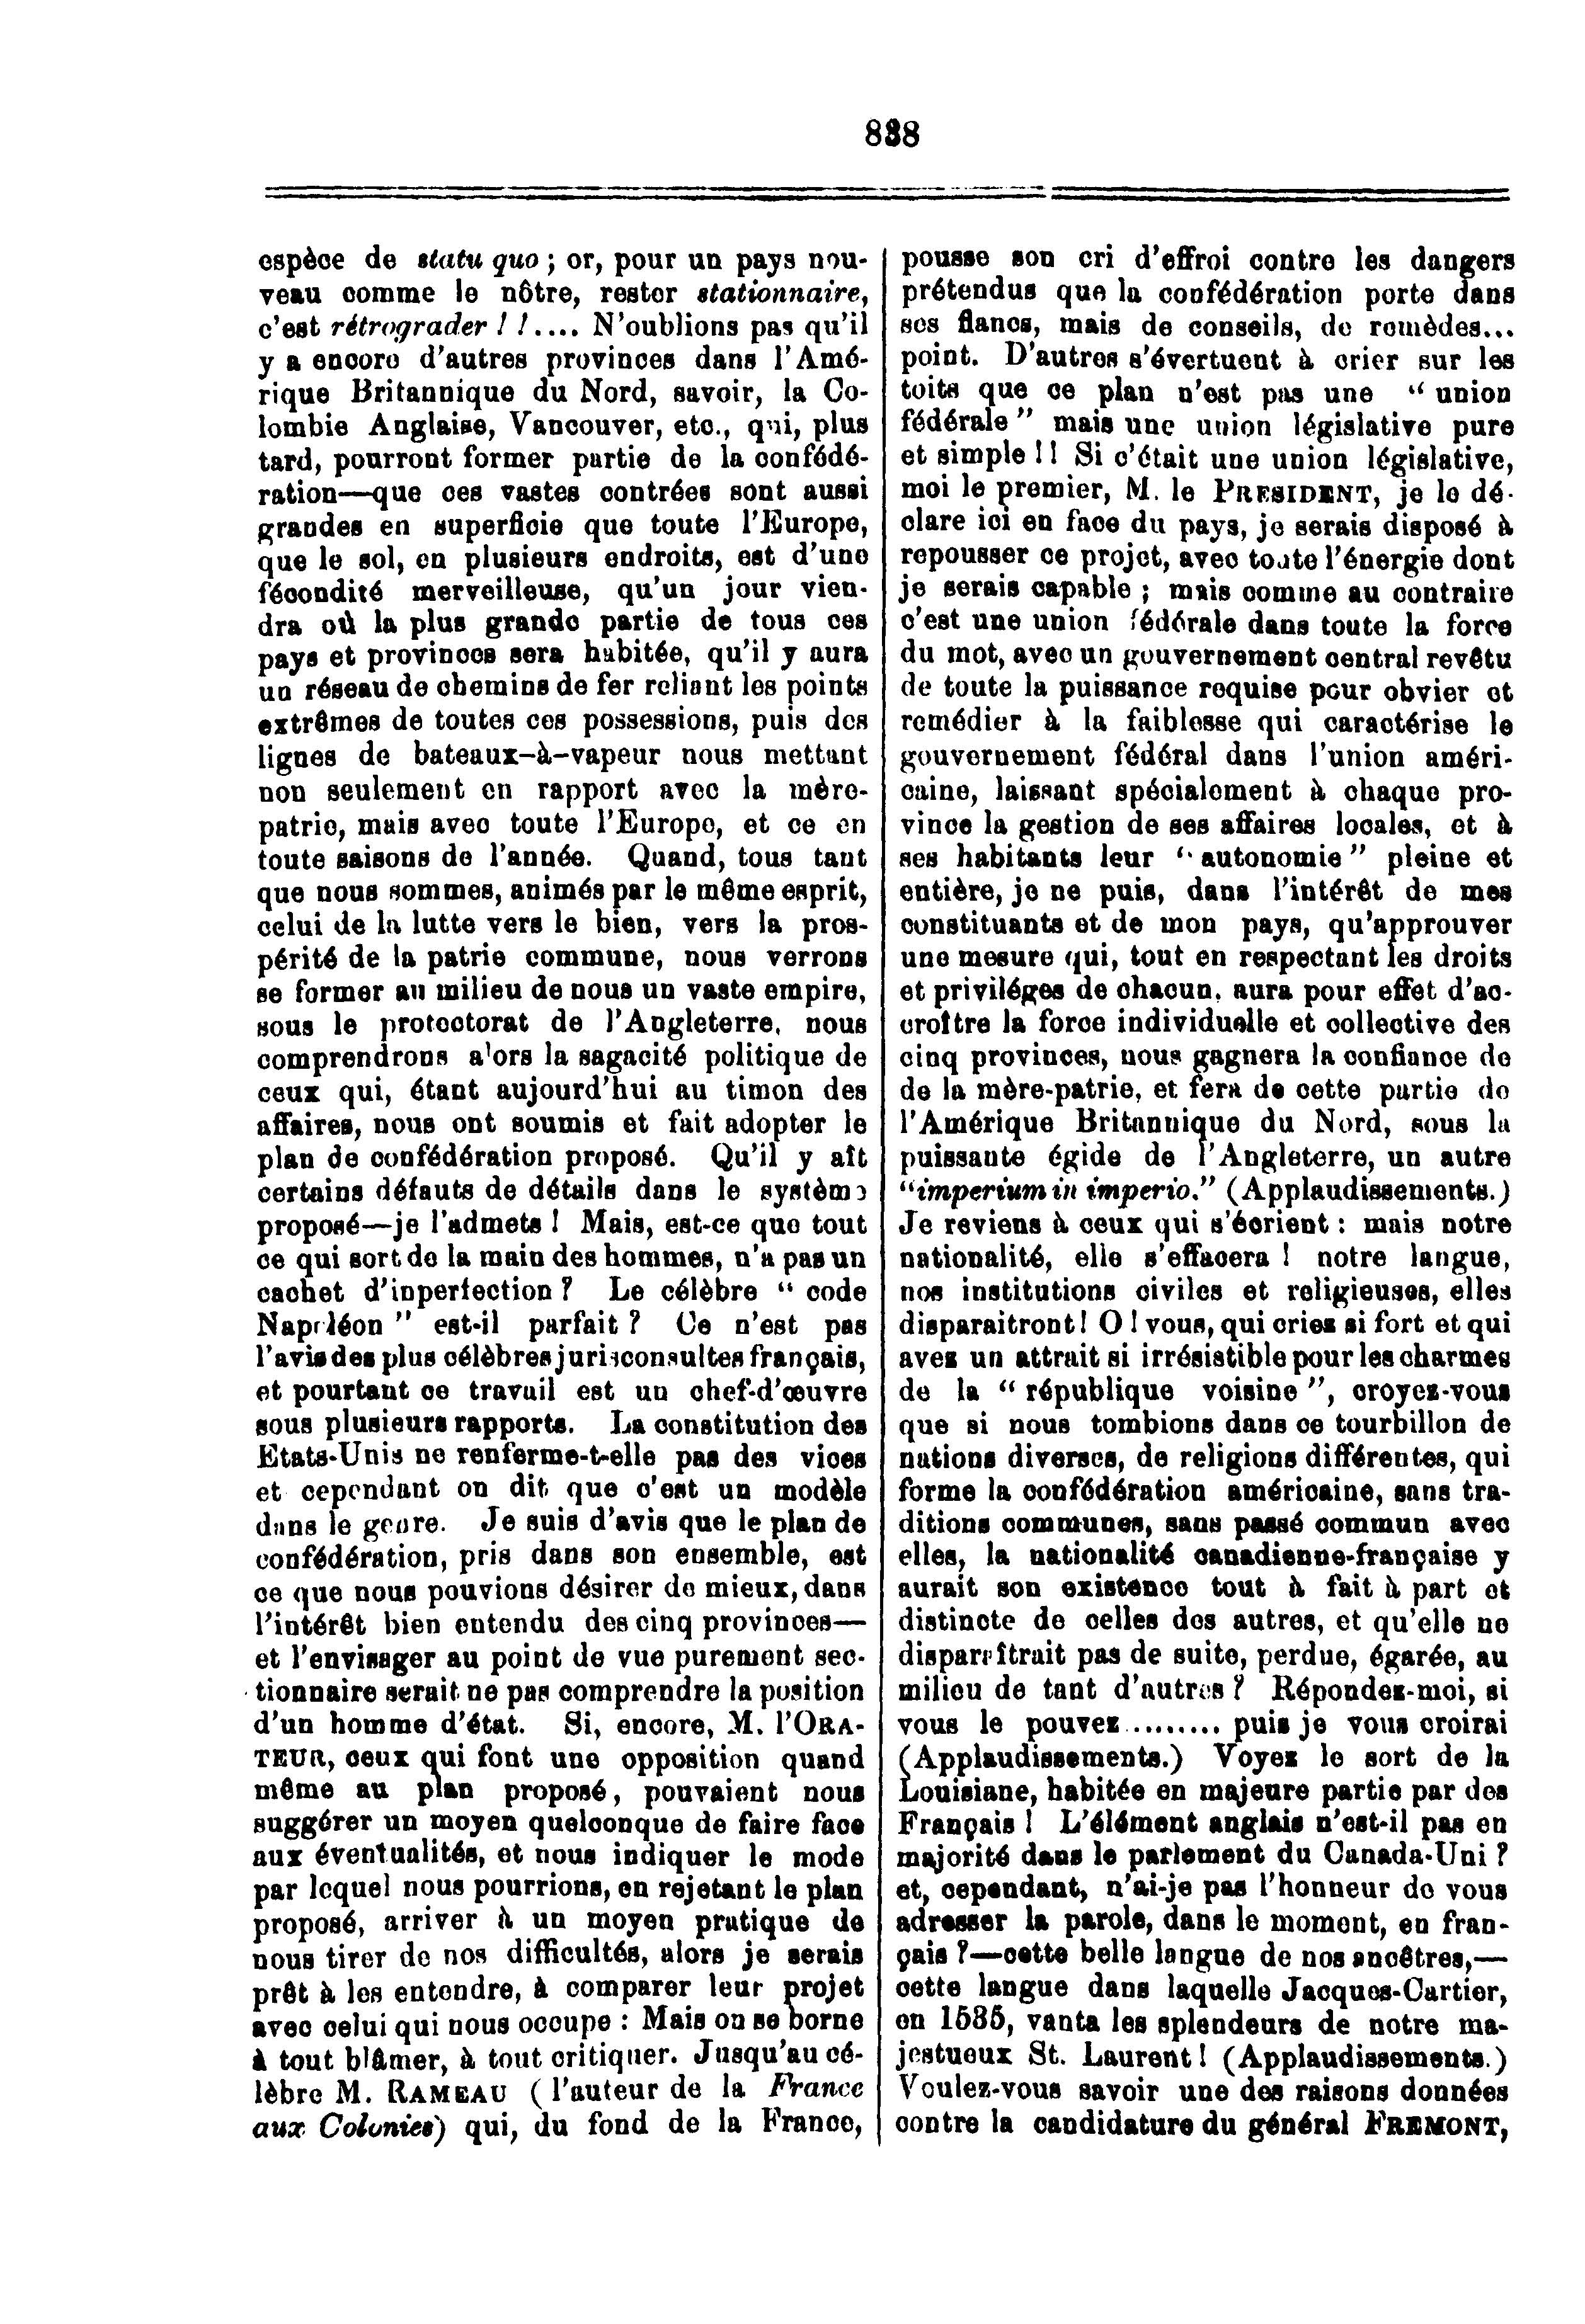 838
espèce de statu quo ; or, pour un pays nou-
veau comme le nôtre, rester stationnaire,
c'est rétrograder ! !.... N'oublions pas qu'il
y a encore d'autres provinces dans l'Amé-
rique Britannique du Nord, savoir, la Co-
lombie Anglaise, Vancouver, etc., qui, plus
tard, pourront former partie de la confédé-
ration—que ces vastes contrées sont aussi
grandes en superficie que toute l'Europe,
que le sol, en plusieurs endroits, est d'une
fécondité merveilleuse, qu'un jour vien-
dra où la plus grande partie de tous ces
pays et provinces sera habitée, qu'il y aura
un réseau de chemins de fer reliant les points
extrêmes de toutes ces possessions, puis des
lignes de bateaux-à-vapeur nous mettant
non seulement en rapport avec la mère-
patrie, mais avec toute l'Europe, et ce en
toute saisons de l'année. Quand, tous tant
que nous sommes, animés par le même esprit,
celui de la lutte vers le bien, vers la pros-
périté de la patrie commune, nous verrons
se former au milieu de nous un vaste empire,
sous le protectorat de l'Angleterre, nous
comprendrons alors la sagacité politique de
ceux qui, étant aujourd'hui au timon des
affaires, nous ont soumis et fait adopter le
plan de confédération proposé. Qu'il y aît
certains défauts de détails dans le système
proposé—je l'admets ! Mais, est-ce que tout
ce qui sort de la main des hommes, n'a pas un
cachet d'inperfection ? Le célèbre " code
Napoléon " est-il parfait ? Ce n'est pas
l'avis des plus célèbres jurisconsultes français,
et pourtant ce travail est un chef-d'œuvre
sous plusieurs rapports. La constitution des
Etats-Unis ne renferme-t-elle pas des vices
et cependant on dit que c'est un modèle
dans le genre. Je suis d'avis que le plan de
confédération, pris dans son ensemble, est
ce que nous pouvions désirer de mieux, dans
l'intérêt bien entendu des cinq provinces—
et l'envisager au point de vue purement sec-
tionnaire serait ne pas comprendre la position
d'un homme d'état. Si, encore, M. l'ORA-
TEUR, ceux qui font une opposition quand
même au plan proposé, pouvaient nous
suggérer un moyen quelconque de faire face
aux éventualités, et nous indiquer le mode
par lequel nous pourrions, en rejetant le plan
proposé, arriver à un moyen pratique de
nous tirer de nos difficultés, alors je serais
prêt à les entendre, à comparer leur projet
avec celui qui nous occupe : Mais on se borne
à tout blâmer, à tout critiquer. Jusqu'au cé-
lèbre M. RAMEAU ( l'auteur de la France
aux Colonies) qui, du fond de la France,
pousse son cri d'effroi contre les dangers
prétendus que la confédération porte dans
ses flancs, mais de conseils, de remèdes...
point. D'autres s'évertuent à crier sur les
toits que ce plan n'est pas une " union
fédérale " mais une union législative pure
et simple ! ! Si c'était une union législative,
moi le premier, M. le PRESIDENT, je le dé-
clare ici en face du pays, je serais disposé à
repousser ce projet, avec toute l'énergie dont
je serais capable ; mais comme au contraire
c'est une union fédérale dans toute la force
du mot, avec un gouvernement central revêtu
de toute la puissance requise pour obvier et
remédier à la faiblesse qui caractérise le
gouvernement fédéral dans l'union améri-
caine, laissant spécialement à chaque pro-
vince la gestion de ses affaires locales, et à
ses habitants leur " autonomie " pleine et
entière, je ne puis, dans l'intérêt de mes
constituants et de mon pays, qu'approuver
une mesure qui, tout en respectant les droits
et priviléges de chacun, aura pour effet d'ac-
croître la force individuelle et collective des
cinq provinces, nous gagnera la confiance de
de la mère-patrie, et fera de cette partie de
l'Amérique Britannique du Nord, sous la
puissante égide de l'Angleterre, un autre
"imperium in imperio." (Applaudissements.)
Je reviens à ceux qui s'écrient : mais notre
nationalité, elle s'effacera ! notre langue,
nos institutions civiles et religieuses, elles
disparaitront! O ! vous, qui criez si fort et qui
avez un attrait si irrésistible pour les charmes
de la " république voisine ", croyez-vous
que si nous tombions dans ce tourbillon de
nations diverses, de religions différentes, qui
forme la confédération américaine, sans tra-
ditions communes, sans passé commun avec
elles, la nationalité canadienne-française y
aurait son existence tout à fait à part et
distincte de celles des autres, et qu'elle ne
disparaîtrait pas de suite, perdue, égarée, au
milieu de tant d'autres ? Répondez-moi, si
vous le pouvez ......... puis je vous croirai
(Applaudissements.) Voyez le sort de la
Louisiane, habitée en majeure partie par des
Français ! L'élément anglais n'est-il pas en
majorité dans le parlement du Canada-Uni ?
et, cependant, n'ai-je pas l'honneur de vous
adresser la parole, dans le moment, en fran-
çais ?—cette belle langue de nos ancêtres,—
cette langue dans laquelle Jacques-Cartier,
en 1535, vanta les splendeurs de notre ma-
jestueux St. Laurent ! (Applaudissements.)
Voulez-vous savoir une des raisons données
contre la candidature du général FREMONT,